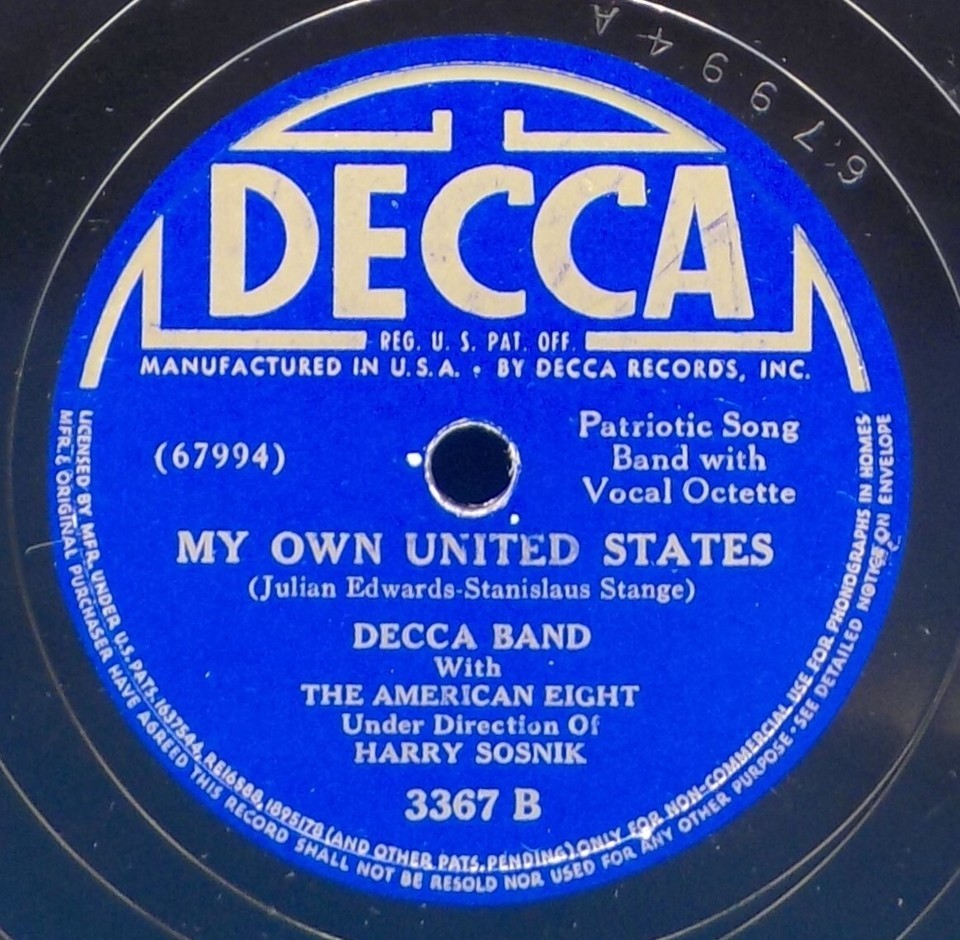 67994 A
DECCA
REG. U. S. PAT. OFF.
MANUFACTURED IN U.S.A. • BY DECCA RECORDS, INC.
(67994)
Patriotic Song
Band with
Vocal Octette
MY OWN UNITED STATES
(Julian Edwards-Stanislaus Stange)
DECCA BAND
With
THE AMERICAN EIGHT
Under Direction Of
HARRY SOSNIK
3367 B
LICENSED BY MFR. UNDER U.S. PATS. 1637544, RE16588, 1895178 (AND OTHER PATS. PENDING) ONLY FOR NON-COMMERCIAL USE FOR PHONOGRAPHS IN HOMES
MFR. & ORIGINAL PURCHASER HAVE AGREED THIS RECORD SHALL NOT BE RESOLD NOR USED FOR ANY OTHER PURPOSE • SEE DETAILED NOTICE ON ENVELOPE